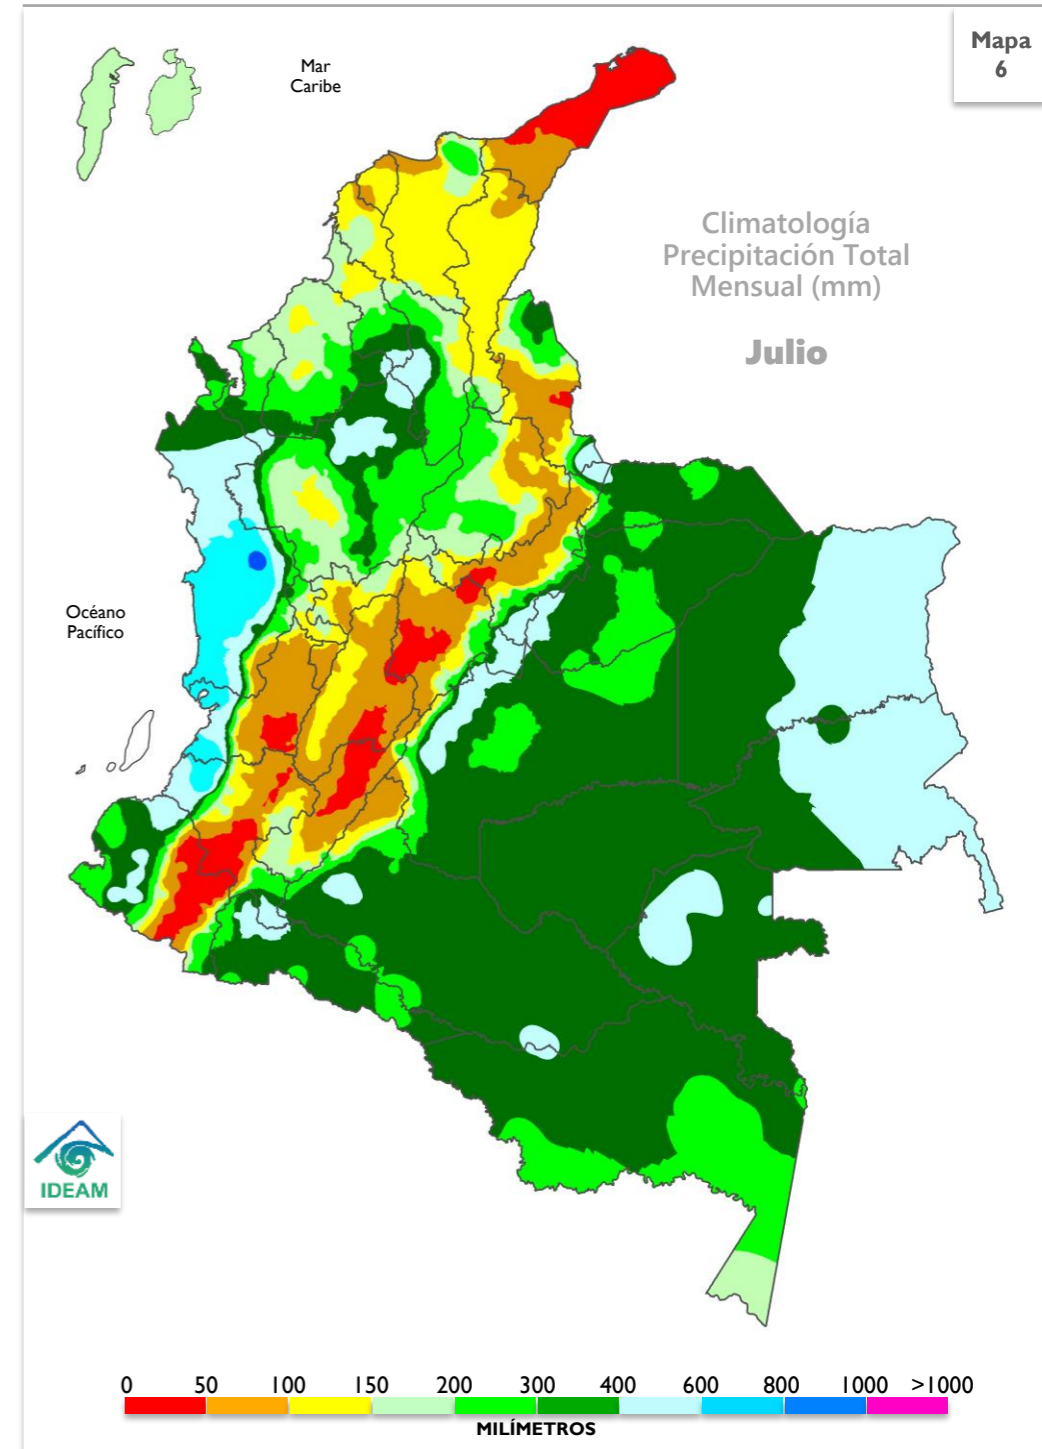 Mapa
6
Mar
Caribe
Climatología
Precipitación Total
Mensual (mm)
Julio
Océano
Pacífico
IDEAM
0 50 100 150 200 300 400 600 800 1000 >1000
MILÍMETROS